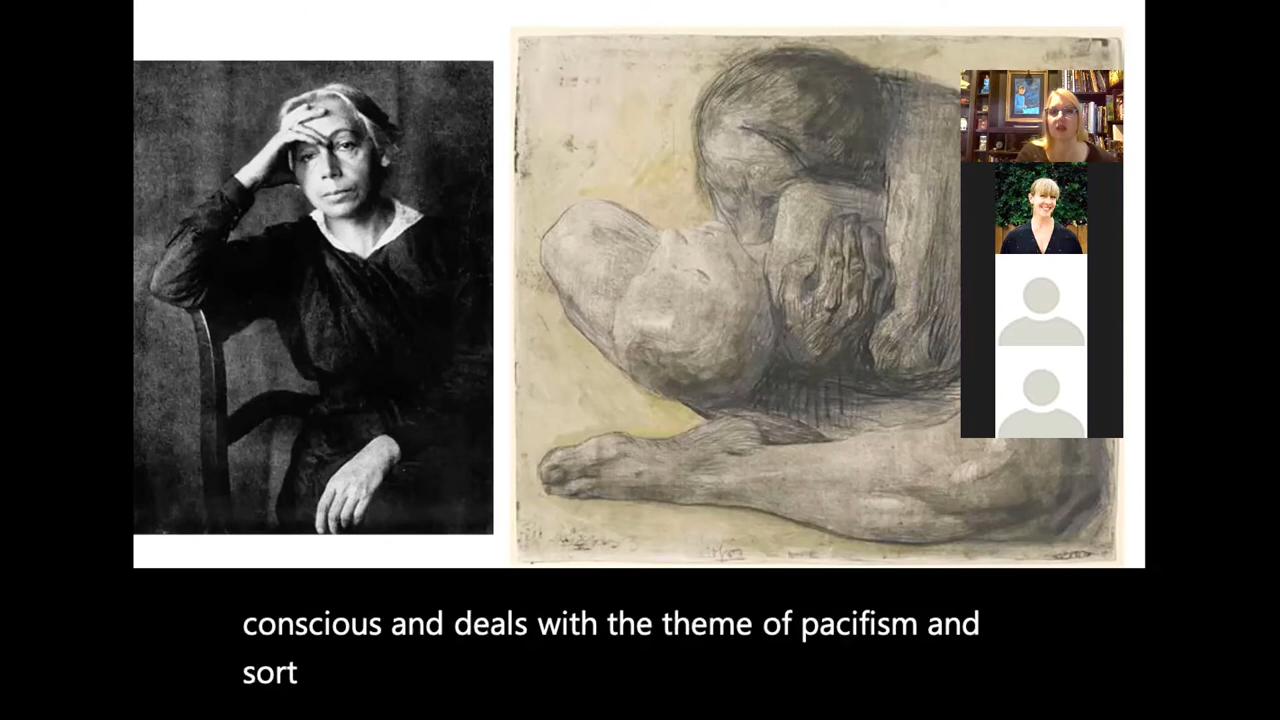 conscious and deals with the theme of pacifism and
sort